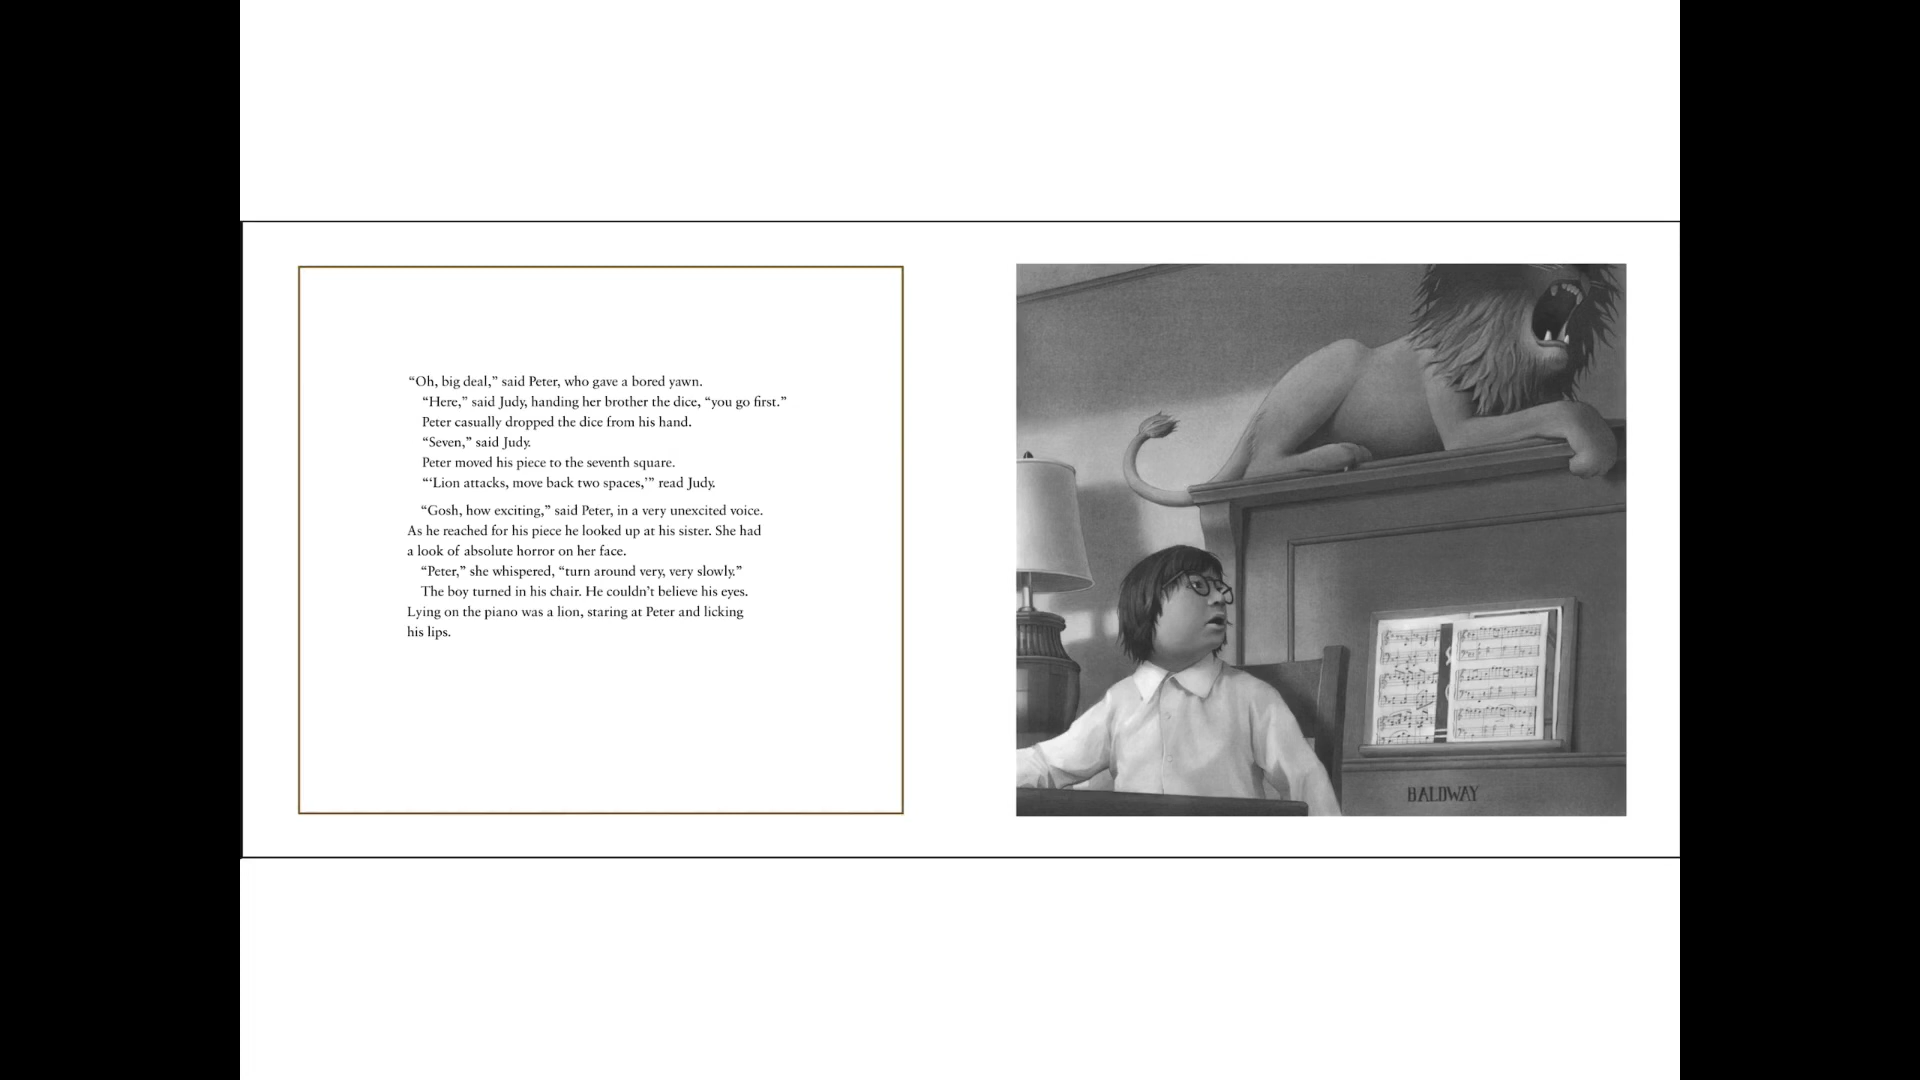 “Oh, big deal,” said Peter, who gave a bored yawn.
“Here,” said Judy, handing her brother the dice, “you go first.”
Peter casually dropped the dice from his hand.
“Seven,” said Judy.
Peter moved his piece to the seventh square.
“‘Lion attacks, move back two spaces,’” read Judy.
“Gosh, how exciting,” said Peter, in a very unexcited voice.
As he reached for his piece he looked up at his sister. She had
a look of absolute horror on her face.
“Peter,” she whispered, “turn around very, very slowly.”
The boy turned in his chair. He couldn’t believe his eyes.
Lying on the piano was a lion, staring at Peter and licking
his lips.
BALDWAY